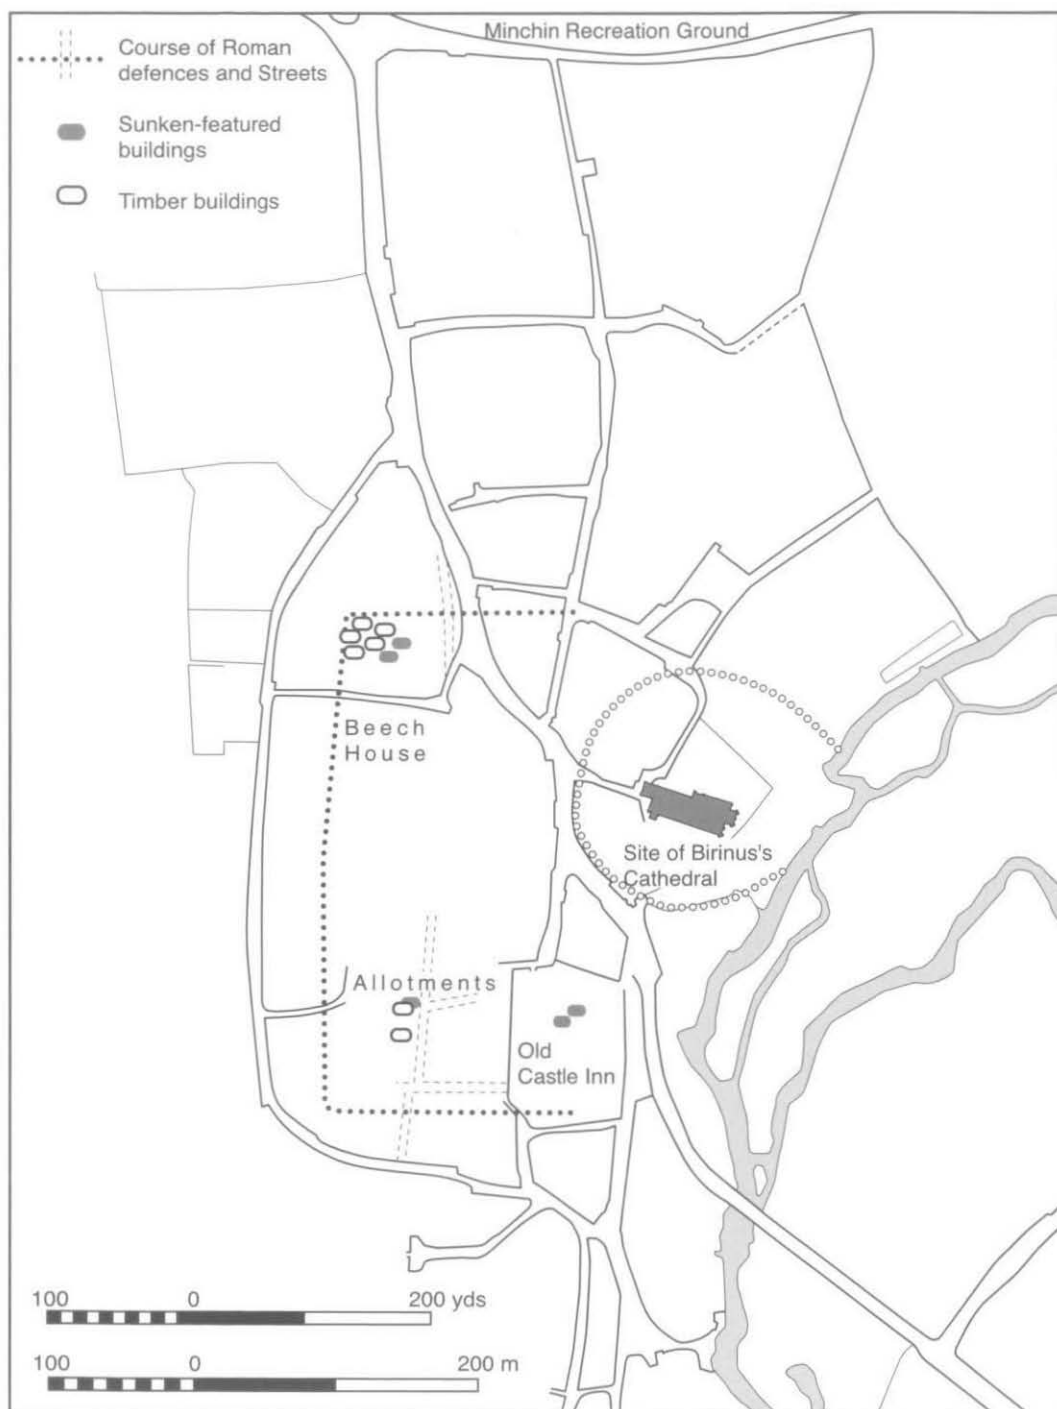 Minchin Recreation Ground
Course of Roman
defences and Streets
Sunken-featured
buildings
Timber buildings
Beech
House
Site of Birinus's
Cathedral
Allotments
Old
Castle Inn
100 0 200 yds
100 0 200 m